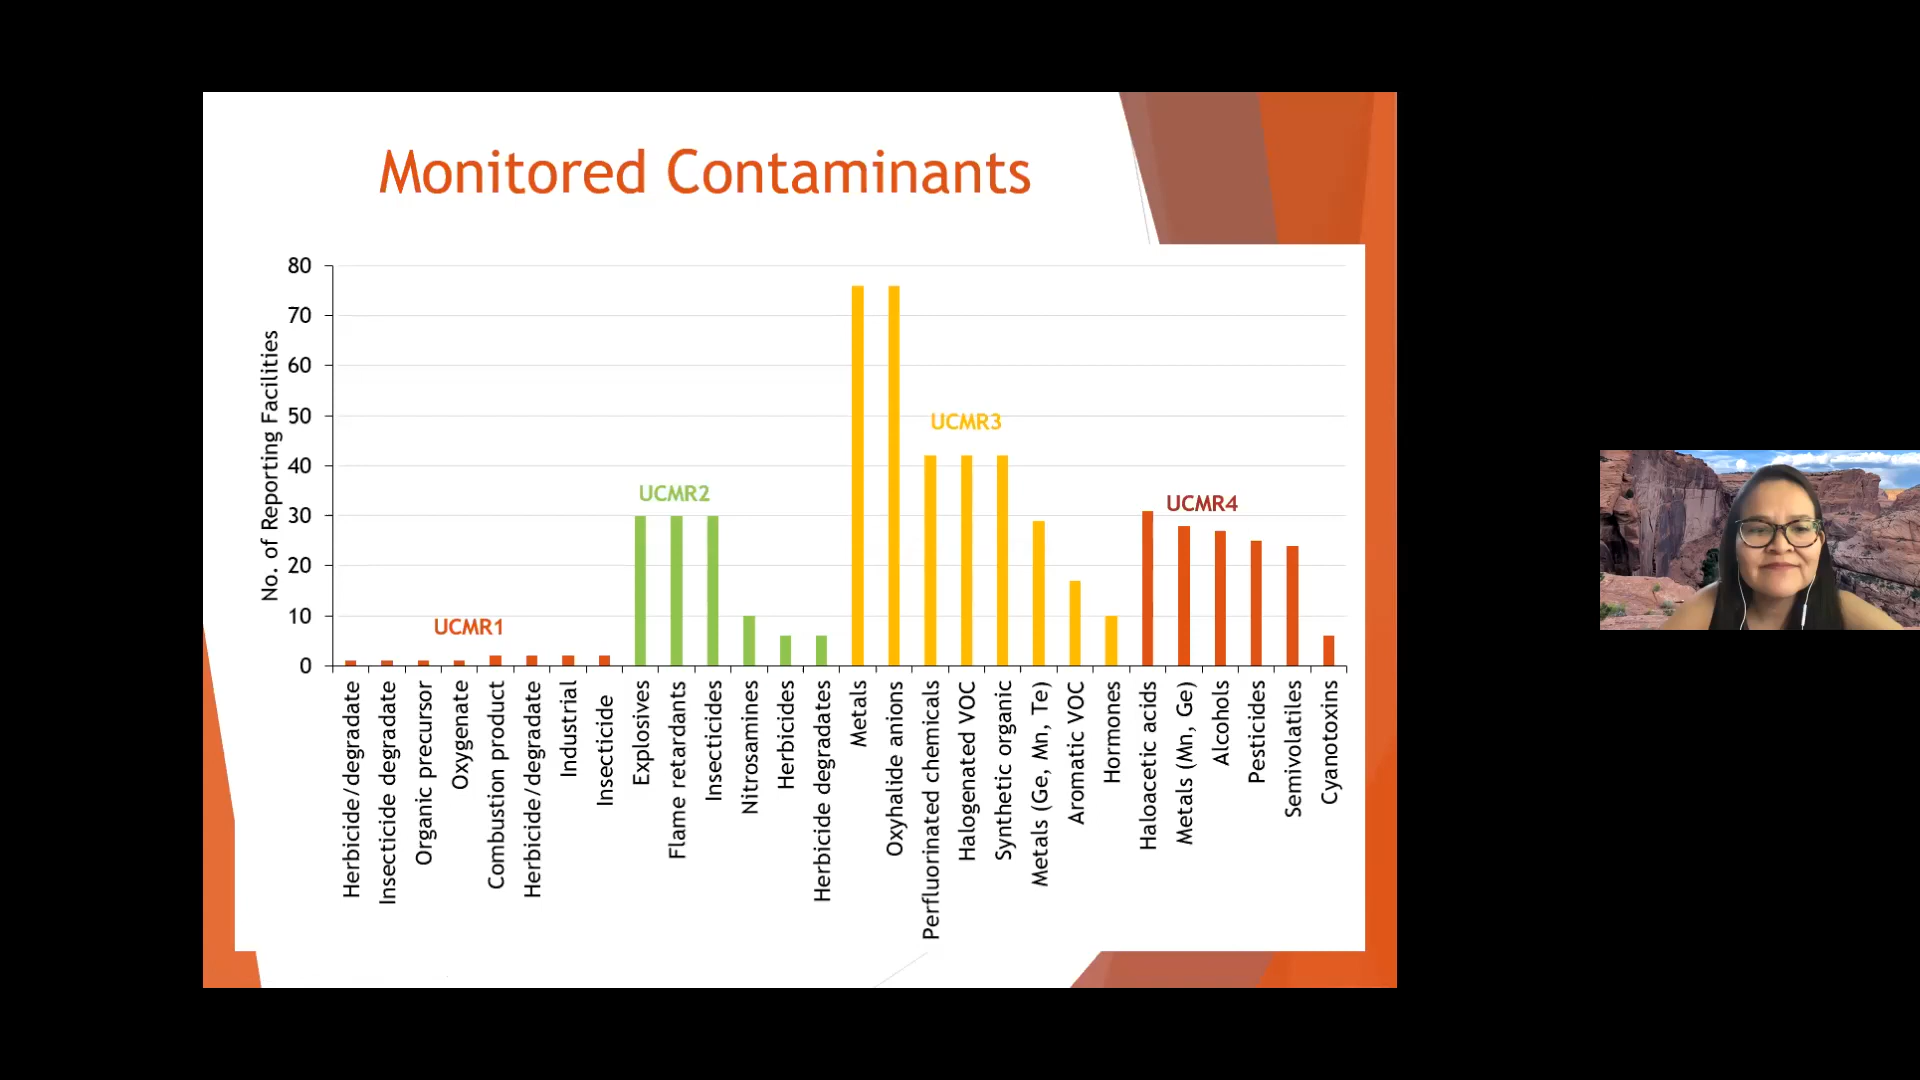 Monitored Contaminants
No. of Reporting Facilities
80
70
60
50
40
30
20
10
0
UCMR1
UCMR2
UCMR3
UCMR4
Herbicide/degradate
Insecticide degradate
Organic precursor
Oxygenate
Combustion product
Herbicide/degradate
Industrial
Insecticide
Explosives
Flame retardants
Insecticides
Nitrosamines
Herbicides
Herbicide degradates
Metals
Oxyhalide anions
Perfluorinated chemicals
Halogenated VOC
Synthetic organic
Metals (Ge, Mn, Te)
Aromatic VOC
Hormones
Haloacetic acids
Metals (Mn, Ge)
Alcohols
Pesticides
Semivolatiles
Cyanotoxins